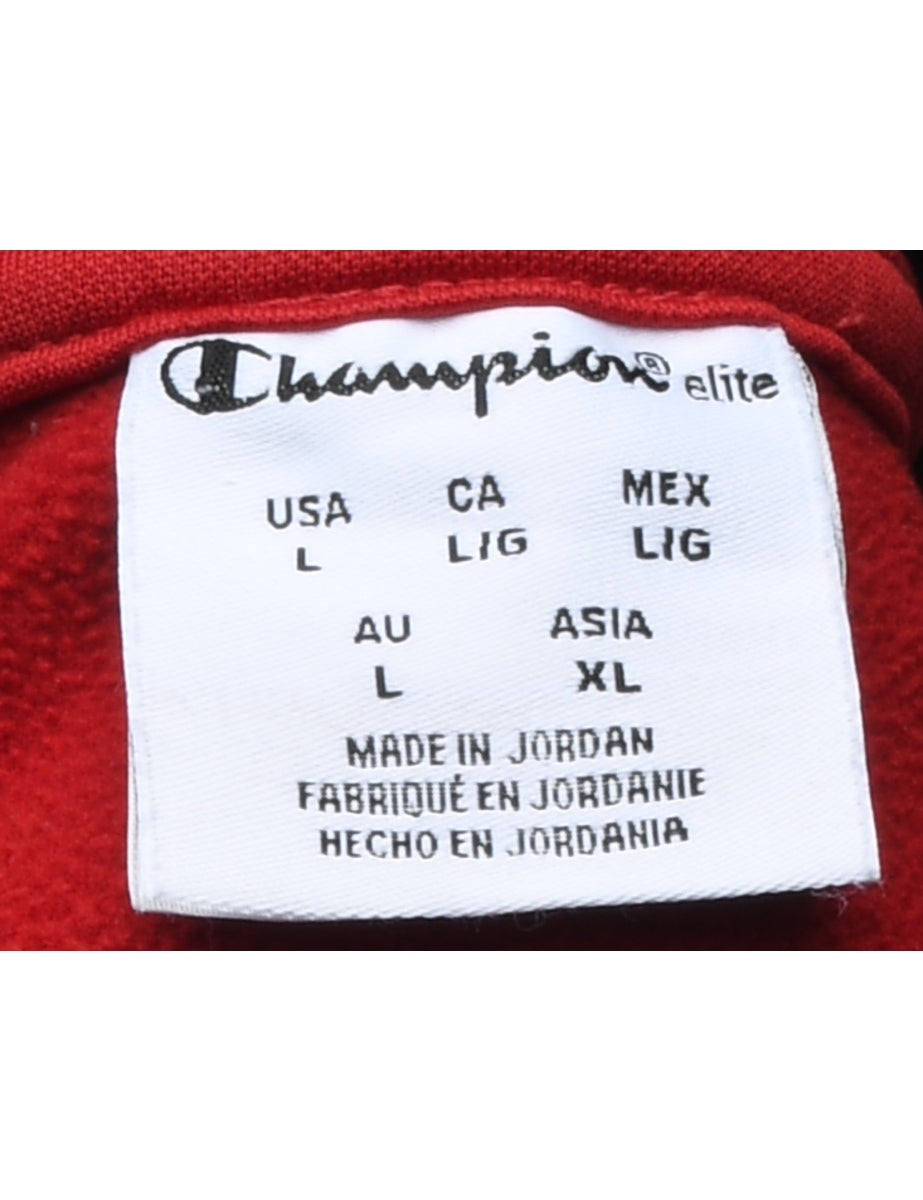 Champion® elite
USA CA MEX
L L/G L/G
AU ASIA
L XL
MADE IN JORDAN
FABRIQUÉ EN JORDANIE
HECHO EN JORDANIA